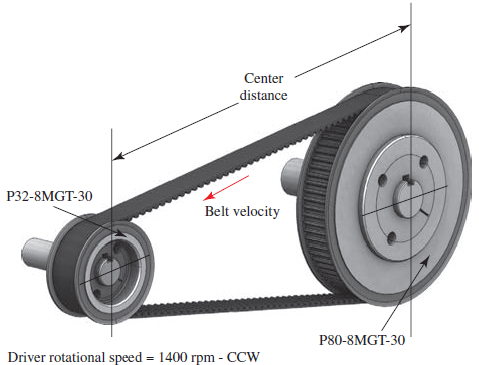 Center
distance
P32-8MGT-30
Belt velocity
P80-8MGT-30
Driver rotational speed = 1400 rpm - CCW